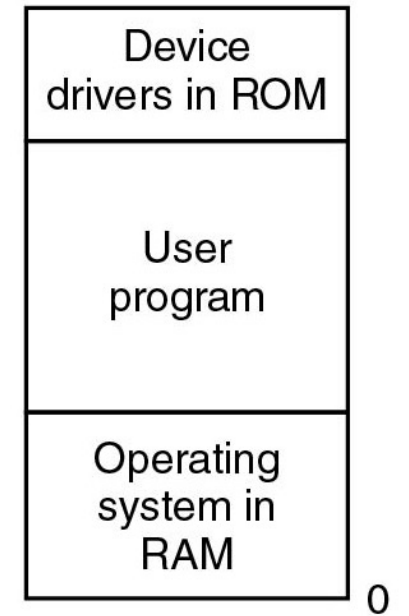 Device
drivers in ROM
User
program
Operating
system in
RAM
0